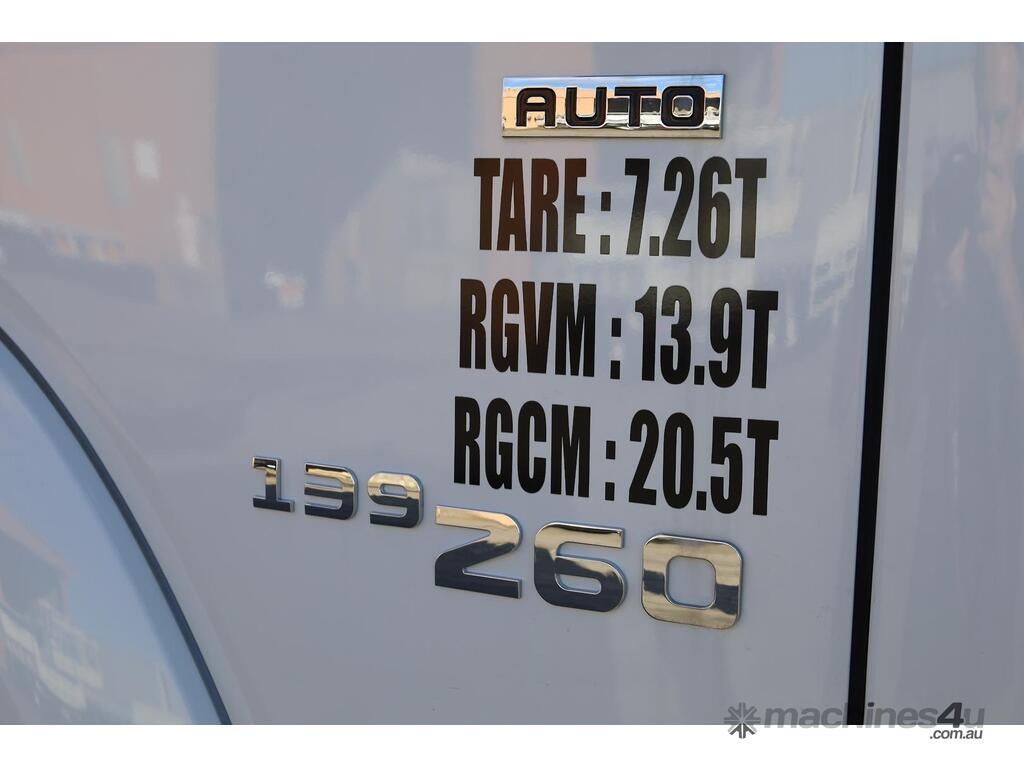 AUTO
TARE : 7.26T
RGVM : 13.9T
RGCM : 20.5T
139 260
machines4u
.com.au